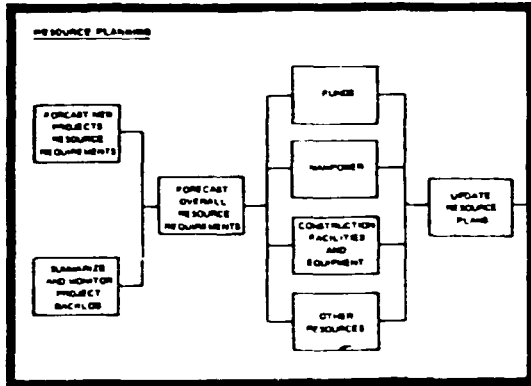 RESOURCE PLANNING
FORCAST NEW
PROJECTS
RESOURCE
REQUIREMENTS
SUMMARIZE
AND MONITOR
PROJECT
BACKLOG
FORECAST
OVERALL
RESOURCE
REQUIREMENTS
FUNDS
MANPOWER
CONSTRUCTION
FACILITIES
AND
EQUIPMENT
OTHER
RESOURCES
UPDATE
RESOURCE
PLANS